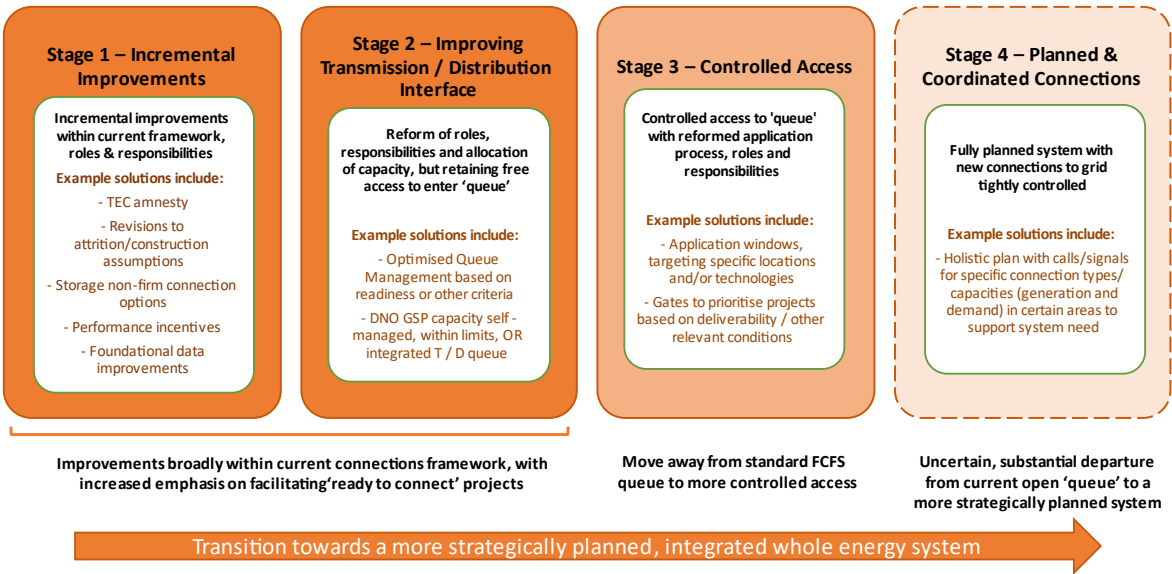 Stage 1 – Incremental
Improvements
Incremental improvements
within current framework,
roles & responsibilities
Example solutions include:
- TEC amnesty
- Revisions to
attrition/construction
assumptions
- Storage non-firm connection
options
- Performance incentives
- Foundational data
improvements
Stage 2 – Improving
Transmission / Distribution
Interface
Reform of roles,
responsibilities and allocation
of capacity, but retaining free
access to enter ‘queue’
Example solutions include:
- Optimised Queue
Management based on
readiness or other criteria
- DNO GSP capacity self -
managed, within limits, OR
integrated T / D queue
Stage 3 – Controlled Access
Controlled access to 'queue'
with reformed application
process, roles and
responsibilities
Example solutions include:
- Application windows,
targeting specific locations
and/or technologies
- Gates to prioritise projects
based on deliverability / other
relevant conditions
Stage 4 – Planned &
Coordinated Connections
Fully planned system with
new connections to grid
tightly controlled
Example solutions include:
- Holistic plan with calls/signals
for specific connection types/
capacities (generation and
demand) in certain areas to
support system need
Improvements broadly within current connections framework, with
increased emphasis on facilitating‘ready to connect’ projects
Move away from standard FCFS
queue to more controlled access
Uncertain, substantial departure
from current open ‘queue’ to a
more strategically planned system
Transition towards a more strategically planned, integrated whole energy system